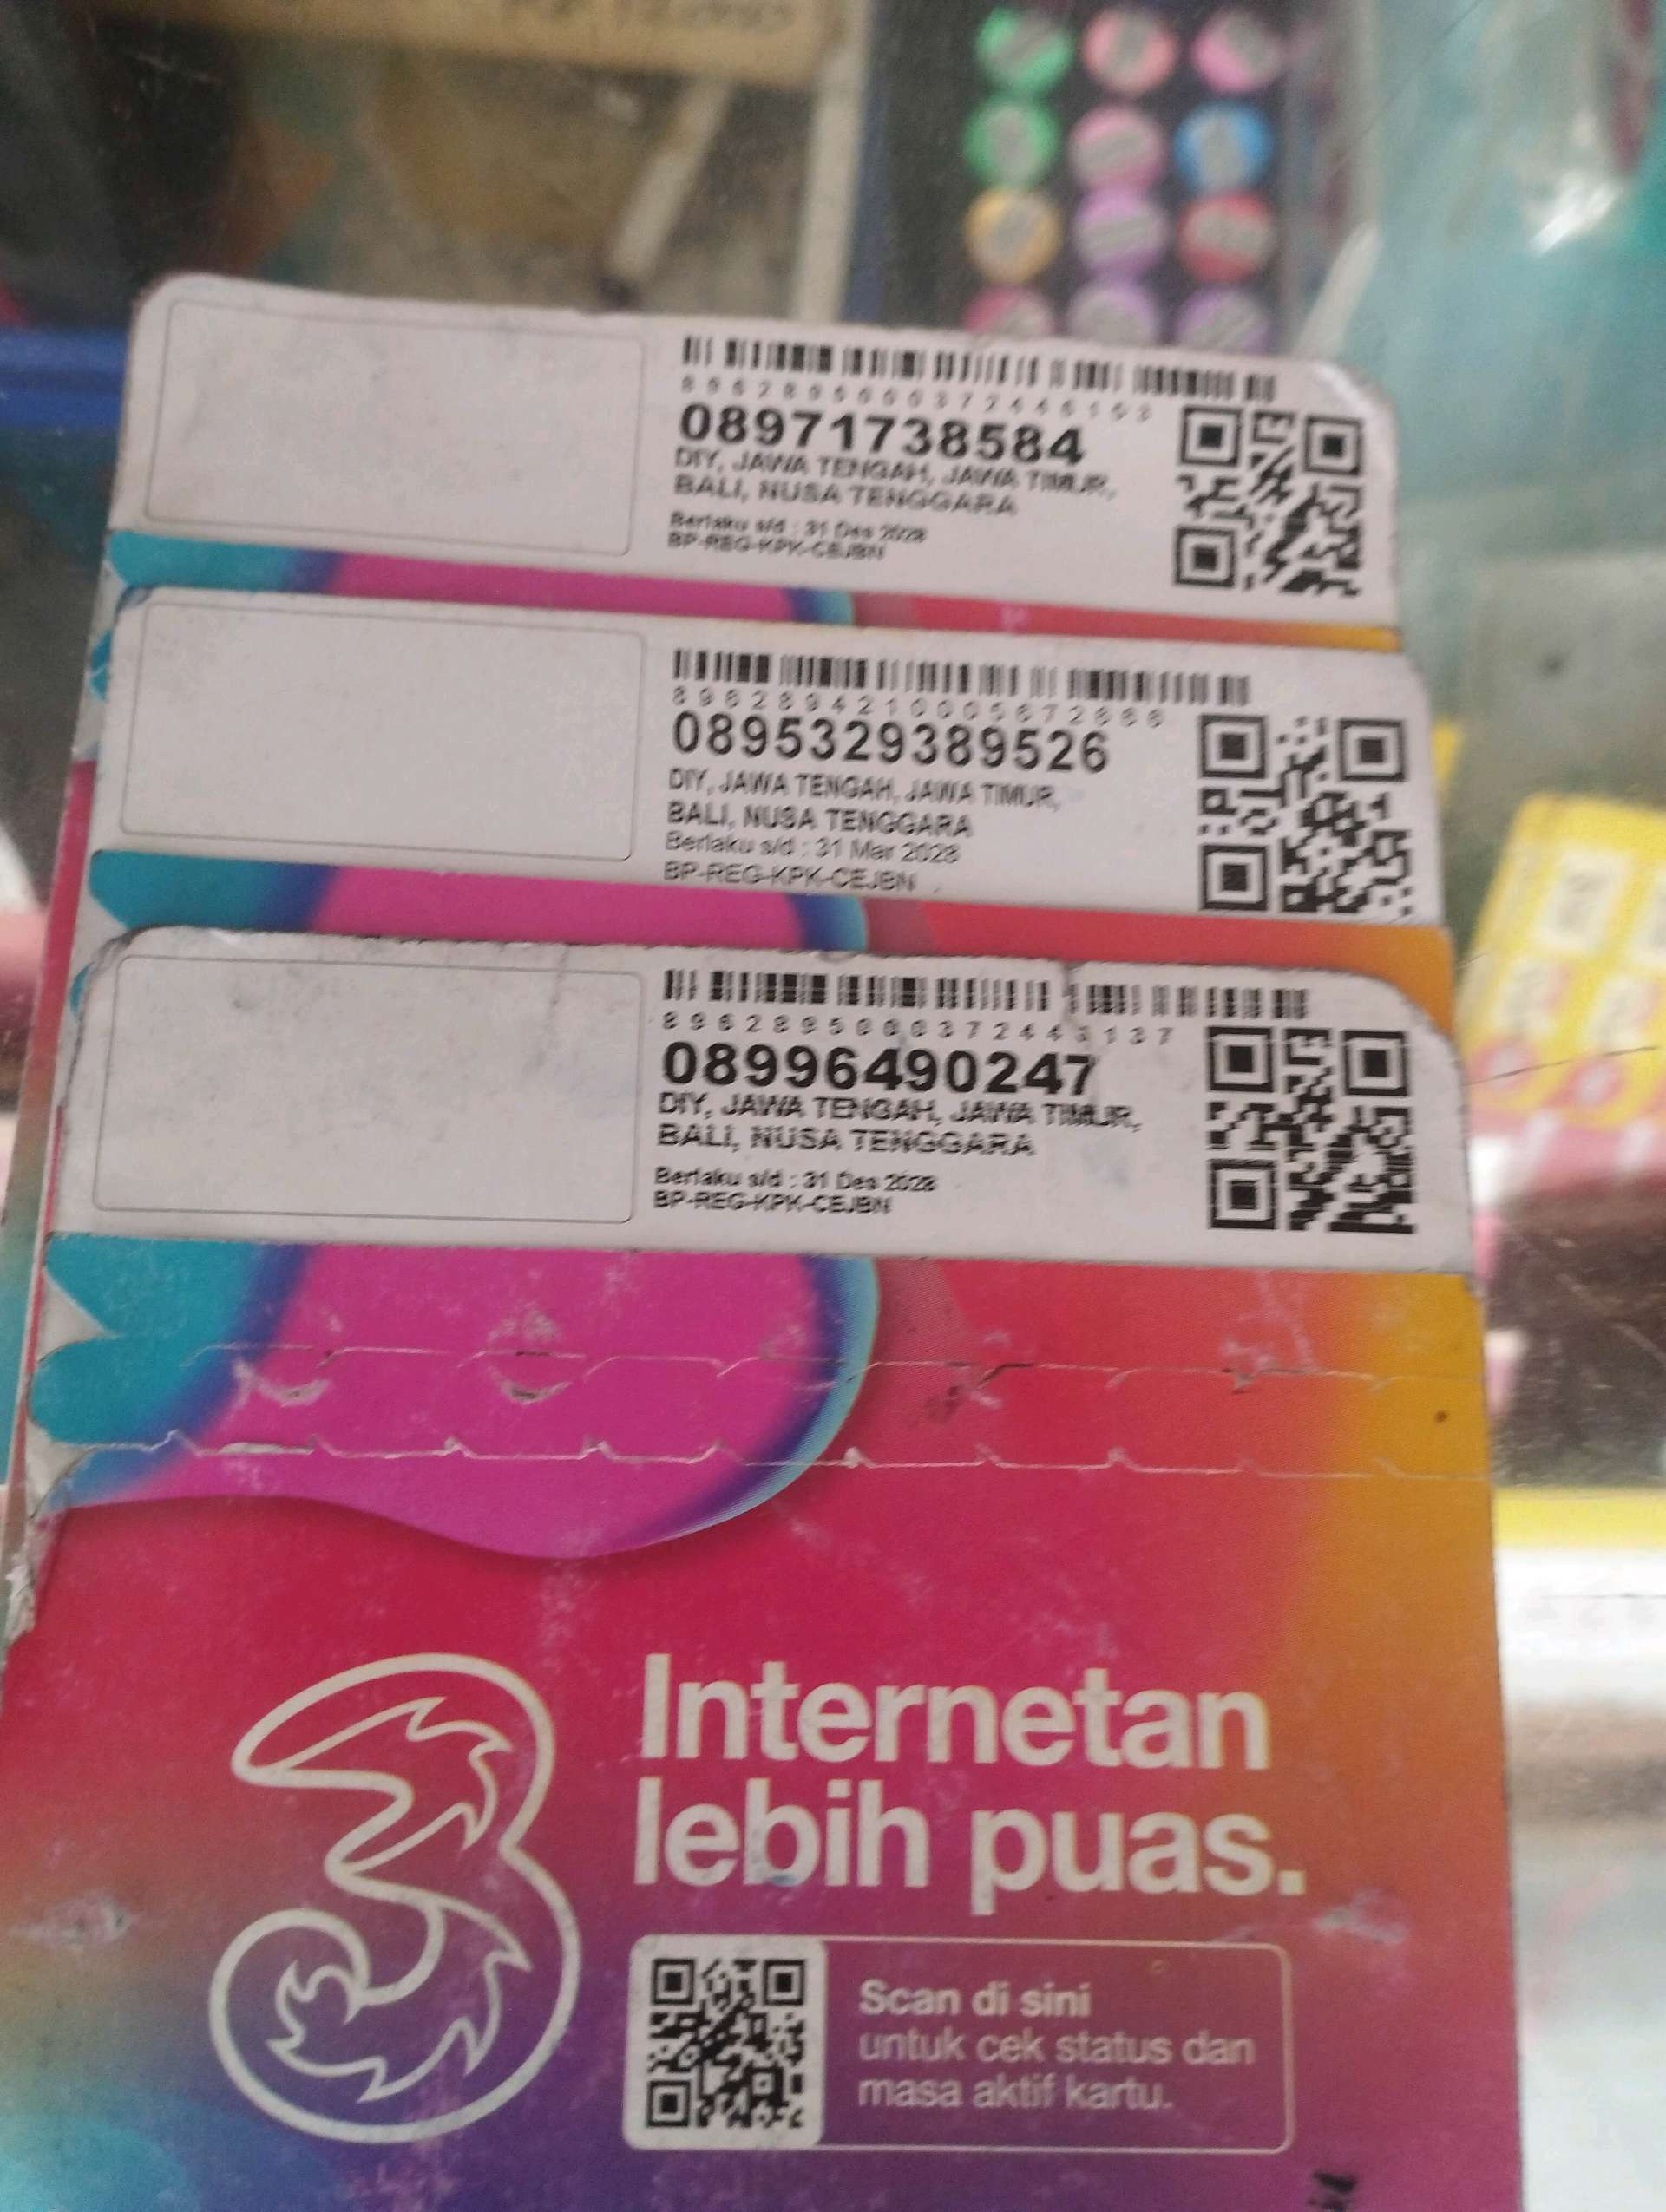 08971738584
DIY, JAWA TENGAH, JAWA TIMUR,
BALI, NUSA TENGGARA
Berlaku s/d : 31 Des 2028
BP-REG-KPK-CEJBN
0895329389526
DIY, JAWA TENGAH, JAWA TIMUR,
BALI, NUSA TENGGARA
Berlaku s/d : 31 Mar 2028
BP-REG-KPK-CEJBN
08996490247
DIY, JAWA TENGAH, JAWA TIMUR,
BALI, NUSA TENGGARA
Berlaku s/d : 31 Des 2028
BP-REG-KPK-CEJBN
3
Internetan
lebih puas.
Scan di sini
untuk cek status dan
masa aktif kartu.